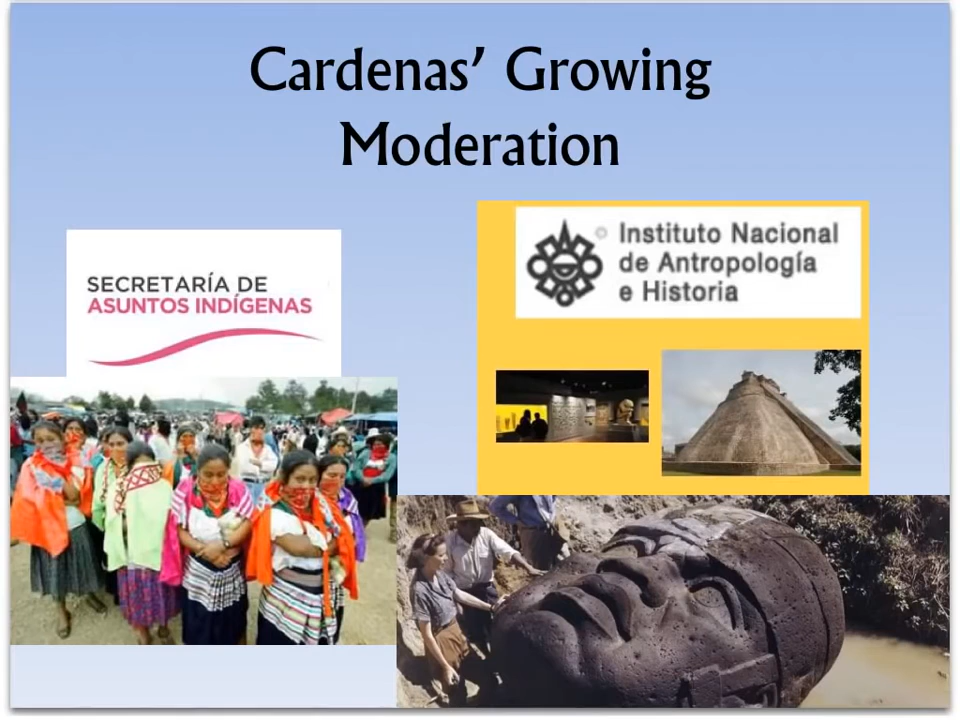 Cardenas’ Growing
Moderation
SECRETARÍA DE
ASUNTOS INDÍGENAS
Instituto Nacional
de Antropología
e Historia